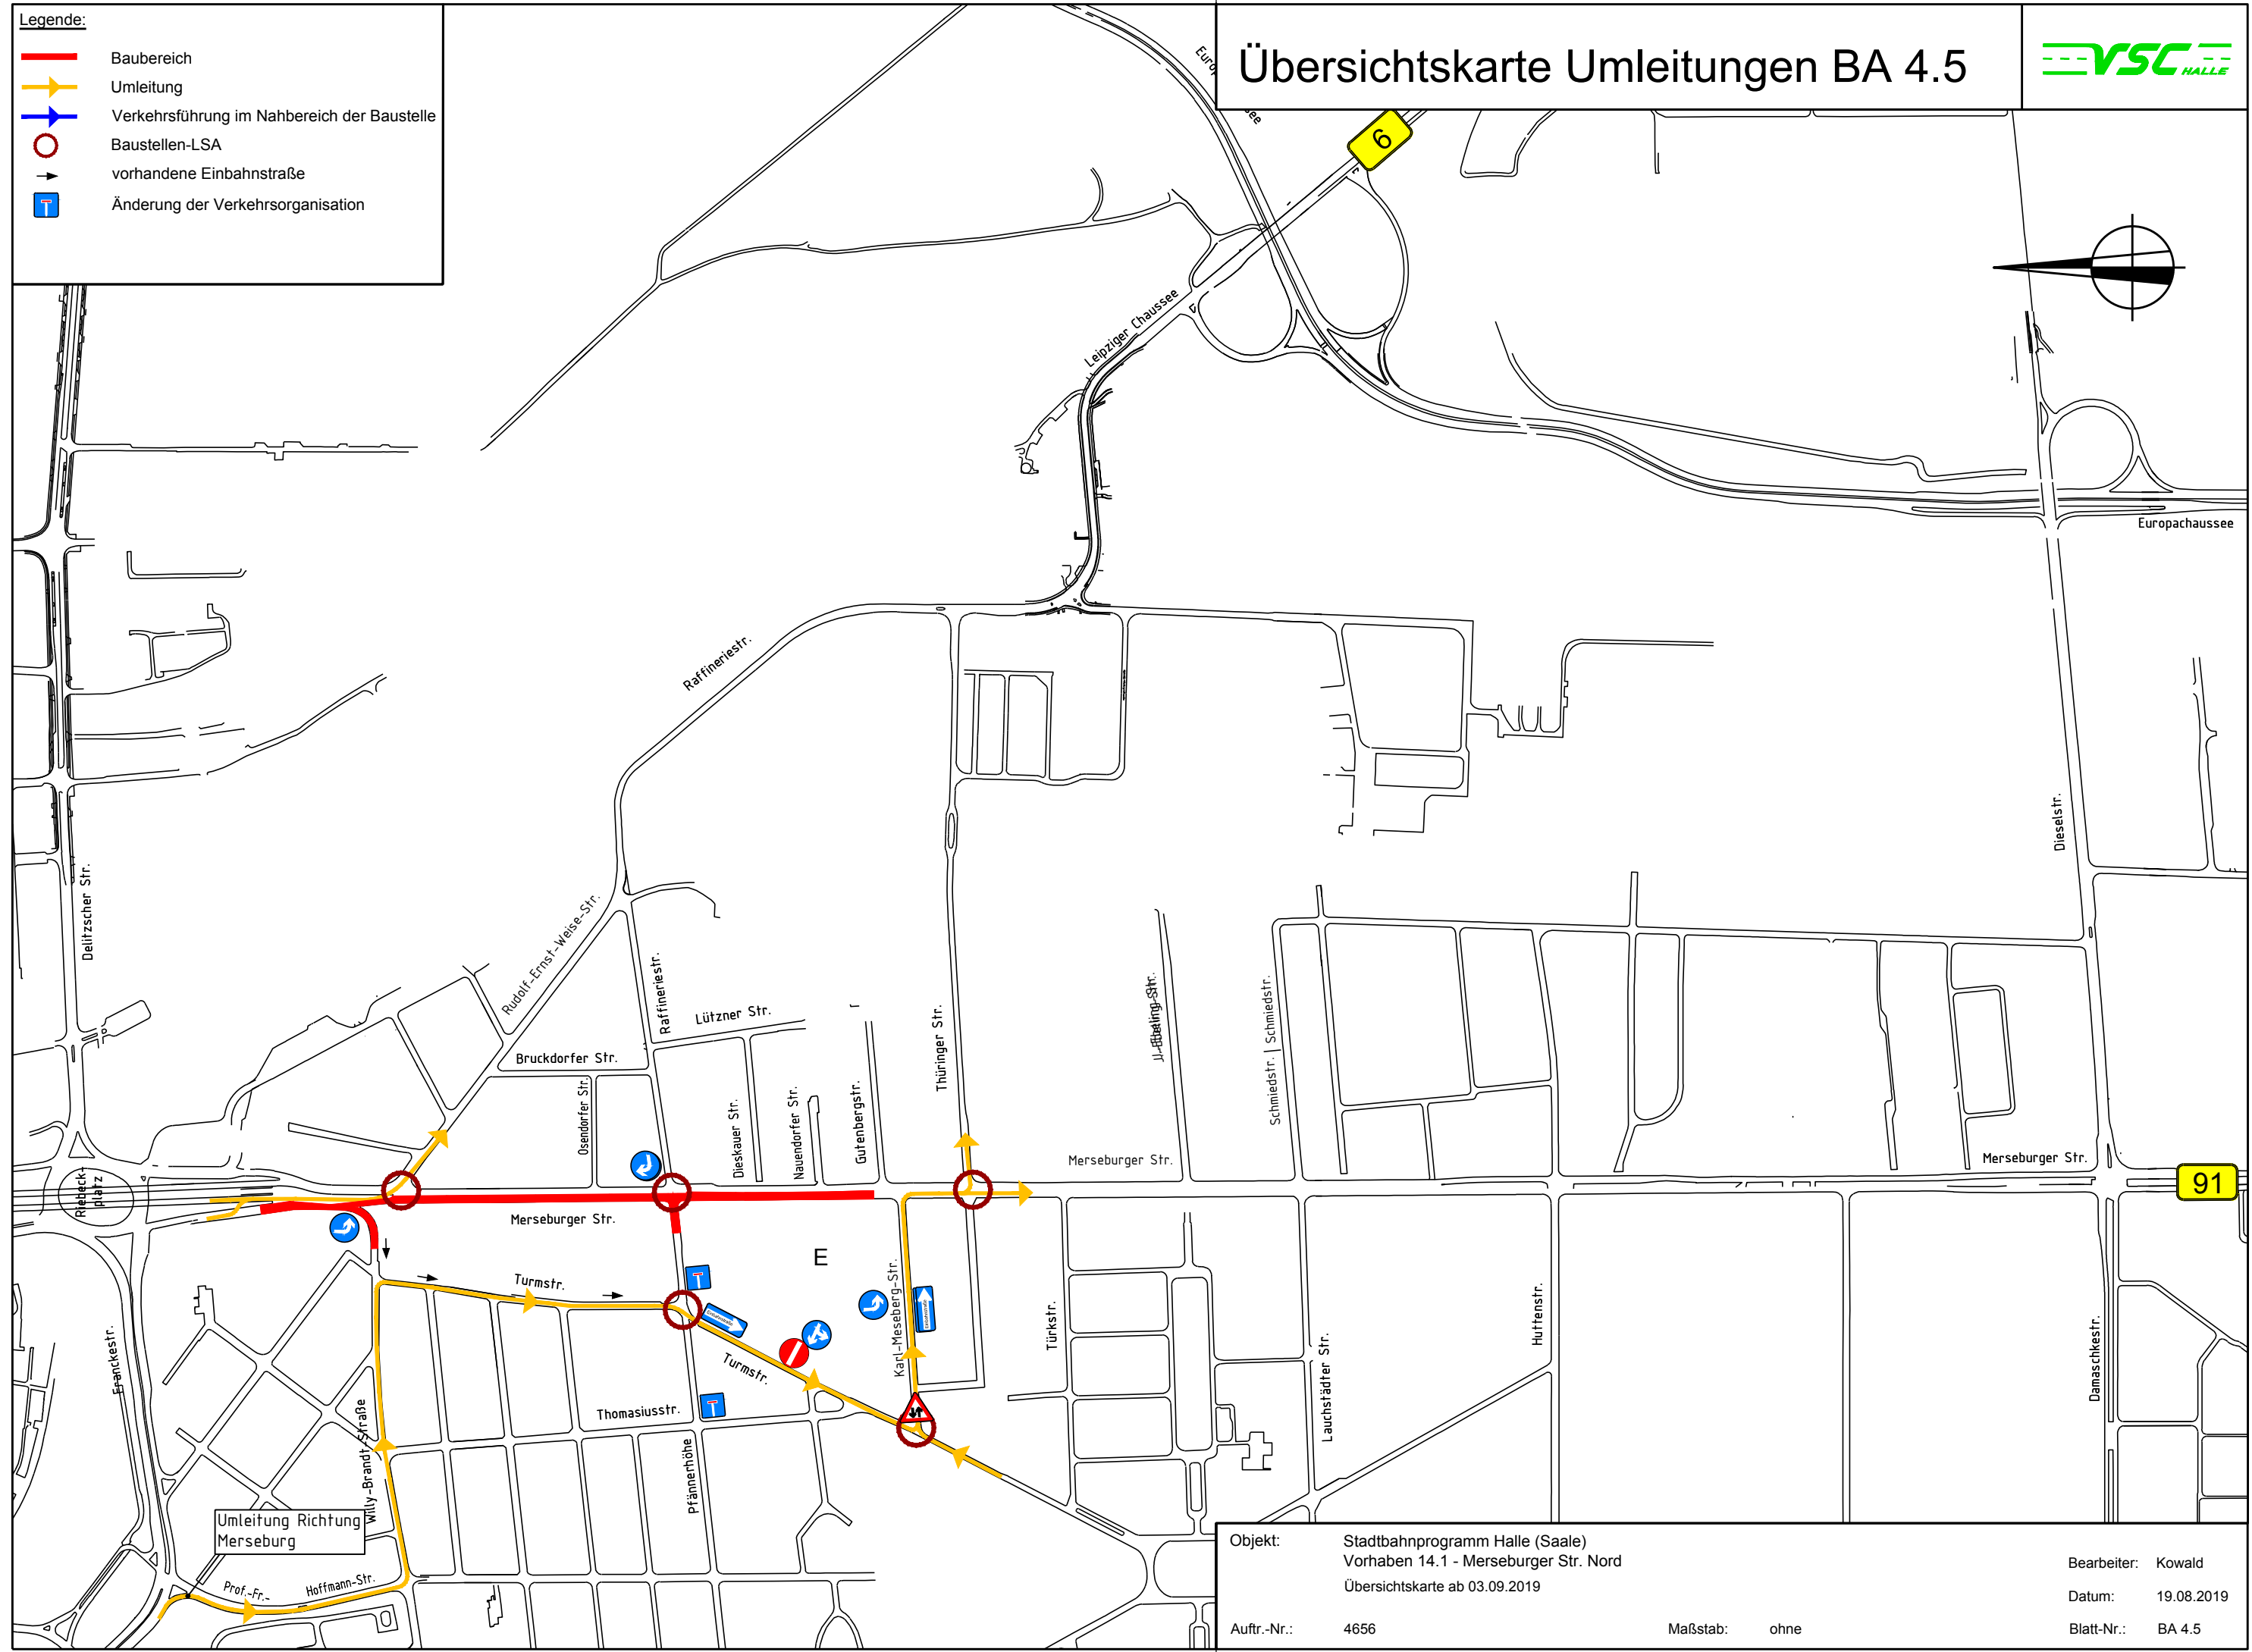 Legende:
Baubereich
Umleitung
Verkehrsführung im Nahbereich der Baustelle
Baustellen-LSA
vorhandene Einbahnstraße
Änderung der Verkehrsorganisation
Übersichtskarte Umleitungen BA 4.5
VSC HALLE
6
Leipziger Chaussee
Europachaussee
Raffineriestr.
Dieselstr.
Delitzscher Str.
Rudolf-Ernst-Weise-Str.
Raffineriestr.
Lützner Str.
Bruckdorfer Str.
Osendorfer Str.
Dieskauer Str.
Nauendorfer Str.
Gutenbergstr.
Thüringer Str.
Schmiedstr. | Schmiedstr.
Merseburger Str.
Merseburger Str.
91
Riebeck-
platz
Merseburger Str.
E
Turmstr.
Karl-Meseberg-Str.
Türkstr.
Lauchstädter Str.
Huttenstr.
Damaschkestr.
Franckestr.
Willy-Brandt-Straße
Turmstr.
Thomasiusstr.
Pfännerhöhe
Umleitung Richtung
Merseburg
Prof.-Fr.-
Hoffmann-Str.
Objekt: Stadtbahnprogramm Halle (Saale)
Vorhaben 14.1 - Merseburger Str. Nord
Übersichtskarte ab 03.09.2019
Bearbeiter: Kowald
Datum: 19.08.2019
Auftr.-Nr.: 4656 Maßstab: ohne Blatt-Nr.: BA 4.5